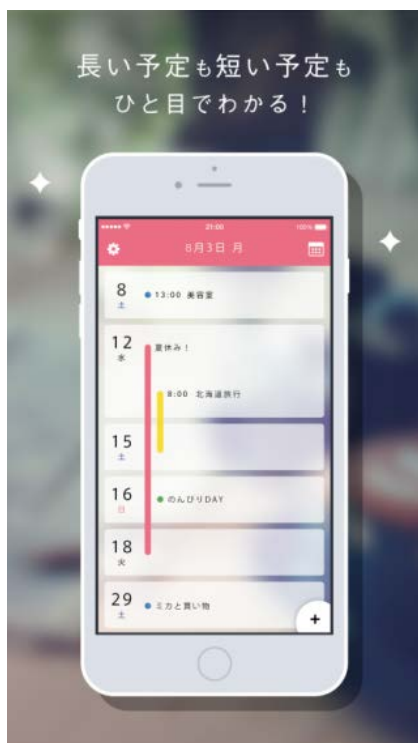 長い予定も短い予定も
ひと目でわかる！
21:00
100%
8月3日 月
8
土
13:00 美容室
12
水
夏休み！
8:00 北海道旅行
15
土
16
日
のんびりDAY
18
火
29
土
ミカと買い物
+